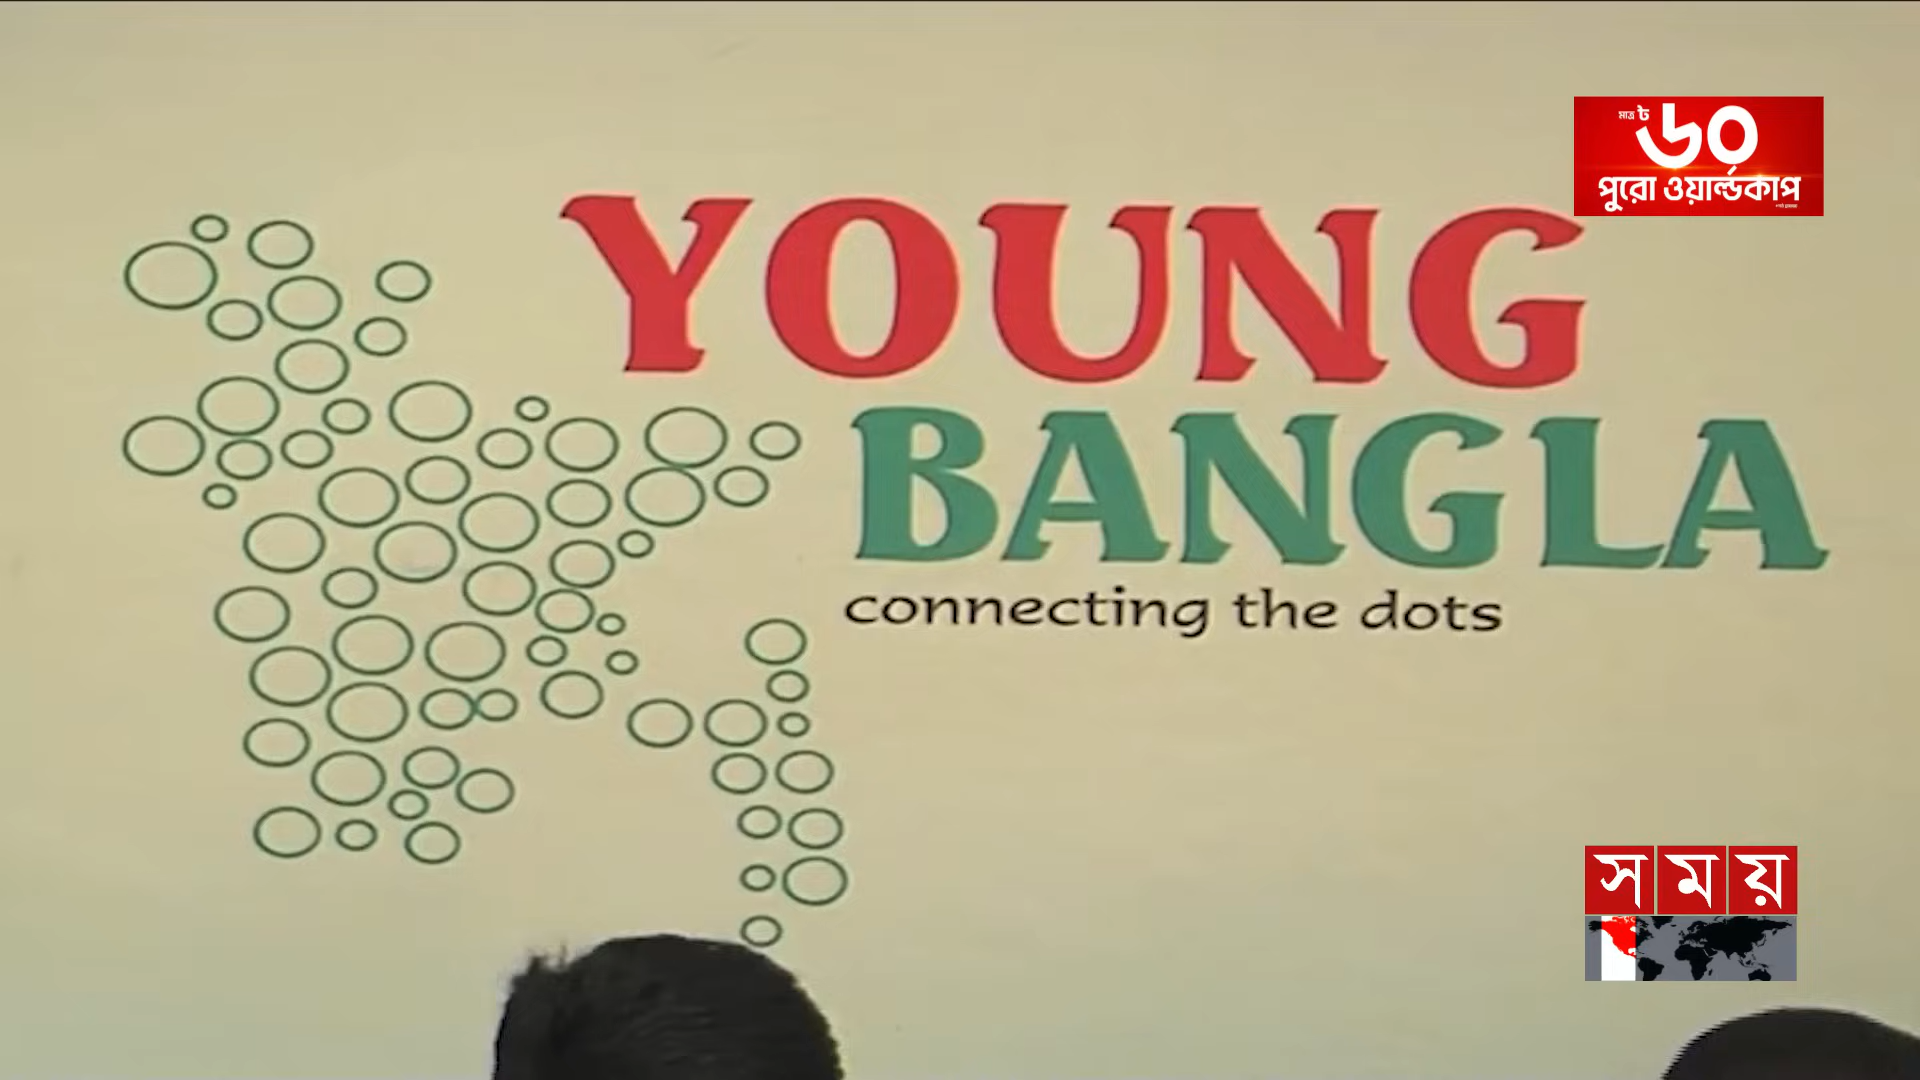 মাত্র ৳ ৬০
পুরো ওয়ার্ল্ডকাপ
YOUNG
BANGLA
connecting the dots
সময়